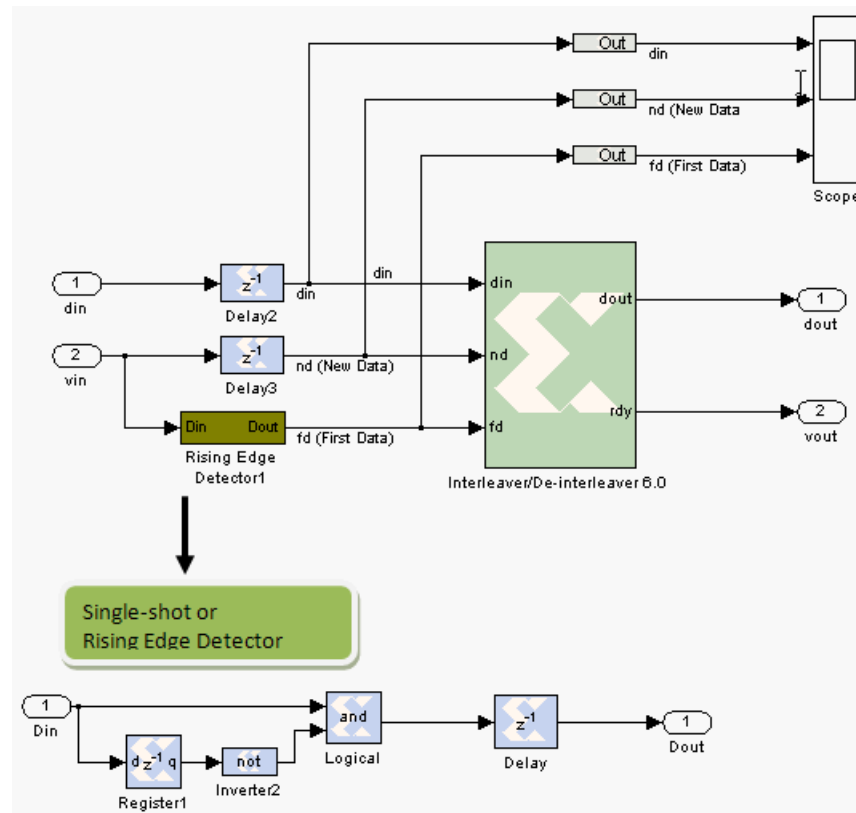 Out
din
Out
nd (New Data
Out
fd (First Data)
Scope
1
din
z-1
Delay2
din
din
din
dout
1
dout
2
vin
z-1
Delay3
nd (New Data)
nd
Din Dout
Rising Edge
Detector1
fd (First Data)
fd
rdy
2
vout
Interleaver/De-interleaver 6.0
Single-shot or
Rising Edge Detector
1
Din
d z-1 q
Register1
not
Inverter2
and
Logical
z-1
Delay
1
Dout